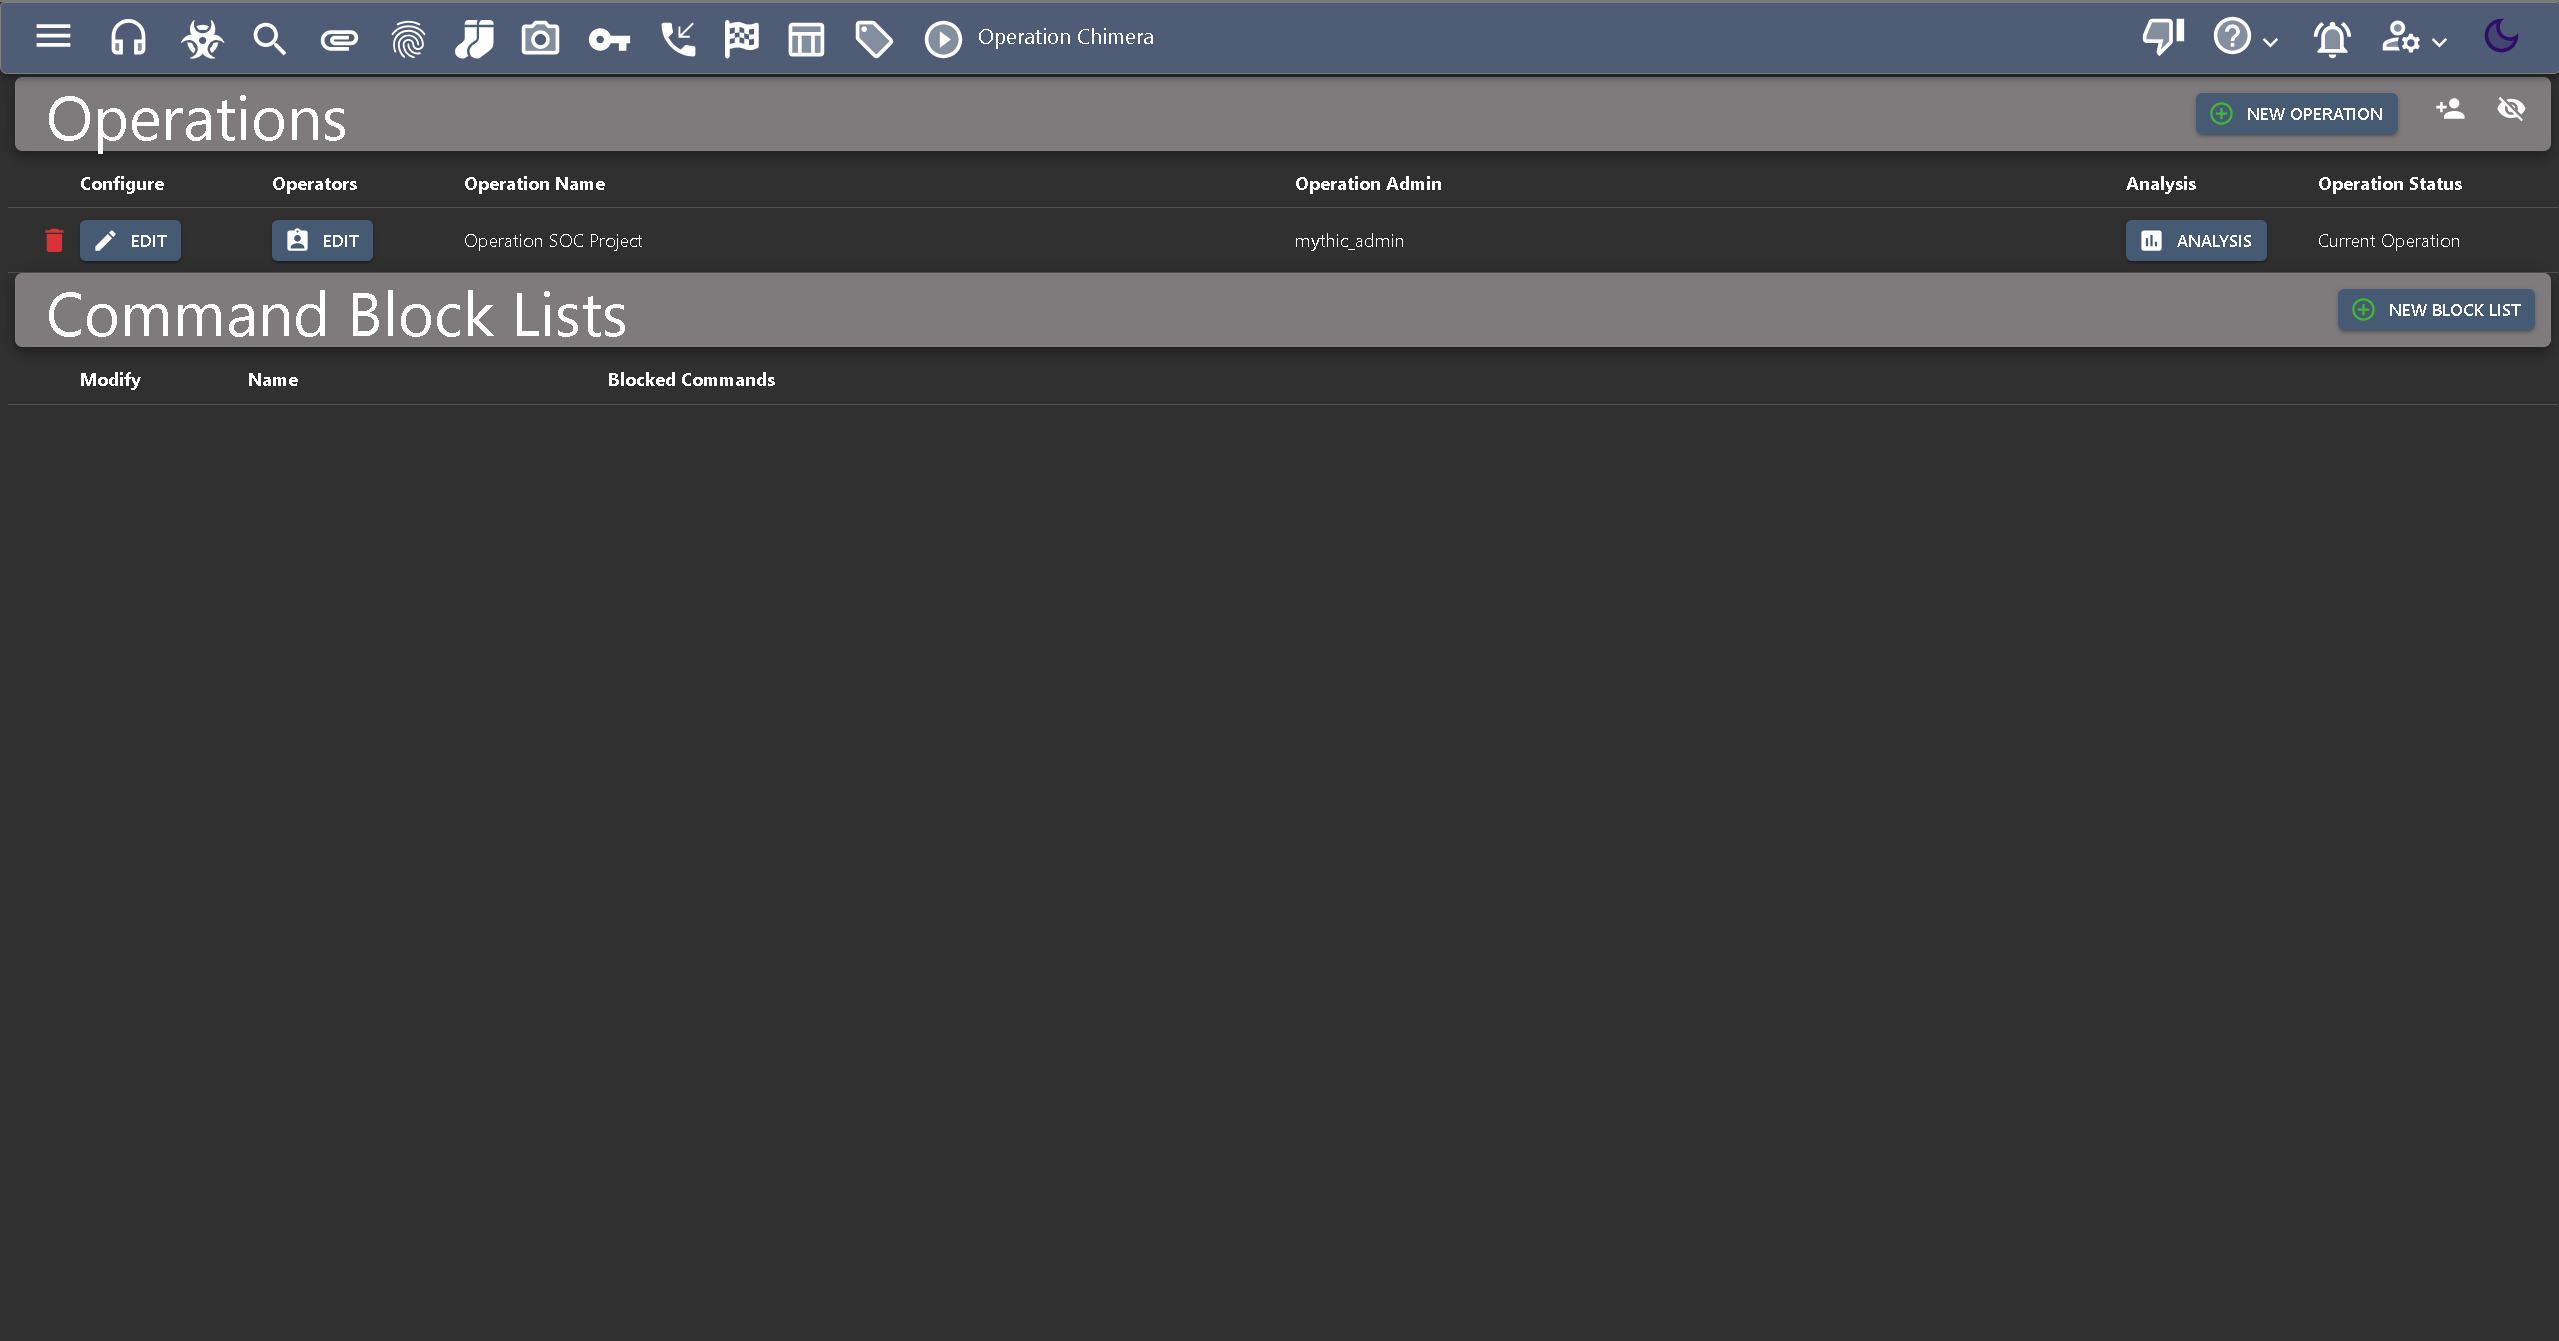 Operation Chimera
Operations
NEW OPERATION
Configure Operators Operation Name Operation Admin Analysis Operation Status
EDIT EDIT Operation SOC Project mythic_admin ANALYSIS Current Operation
Command Block Lists
NEW BLOCK LIST
Modify Name Blocked Commands